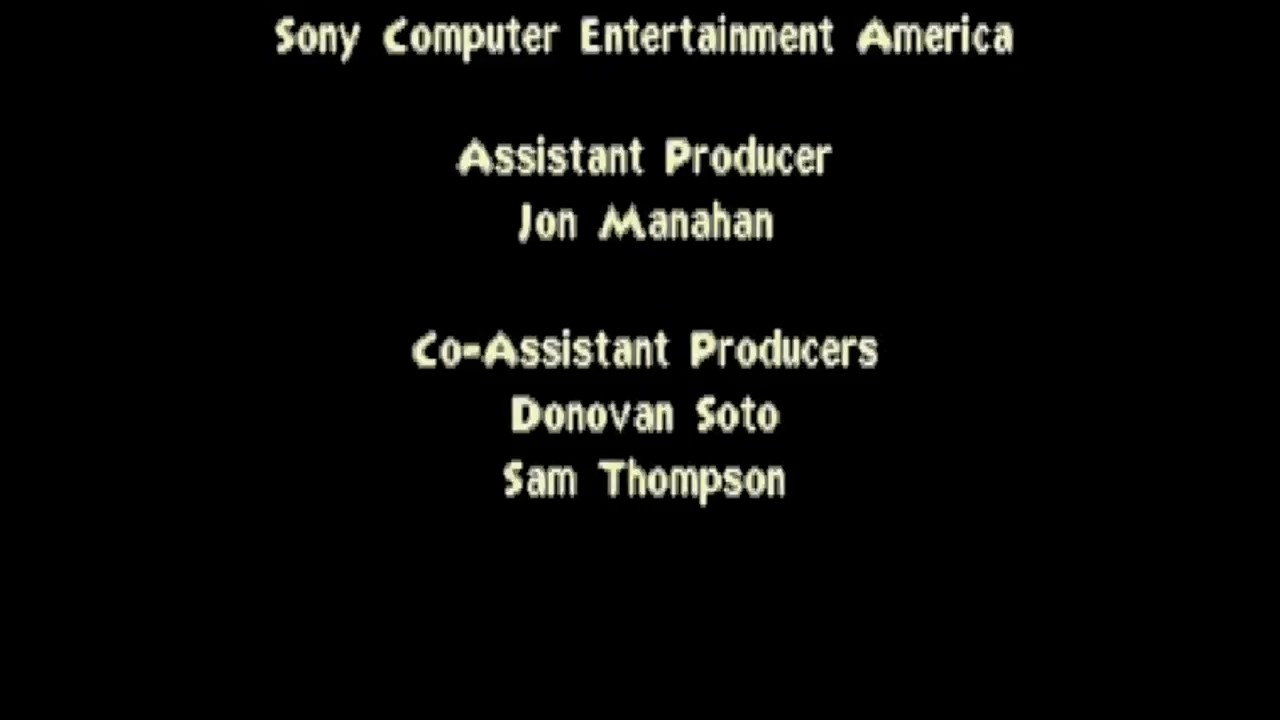 Sony Computer Entertainment America
Assistant Producer
Jon Manahan
Co-Assistant Producers
Donovan Soto
Sam Thompson